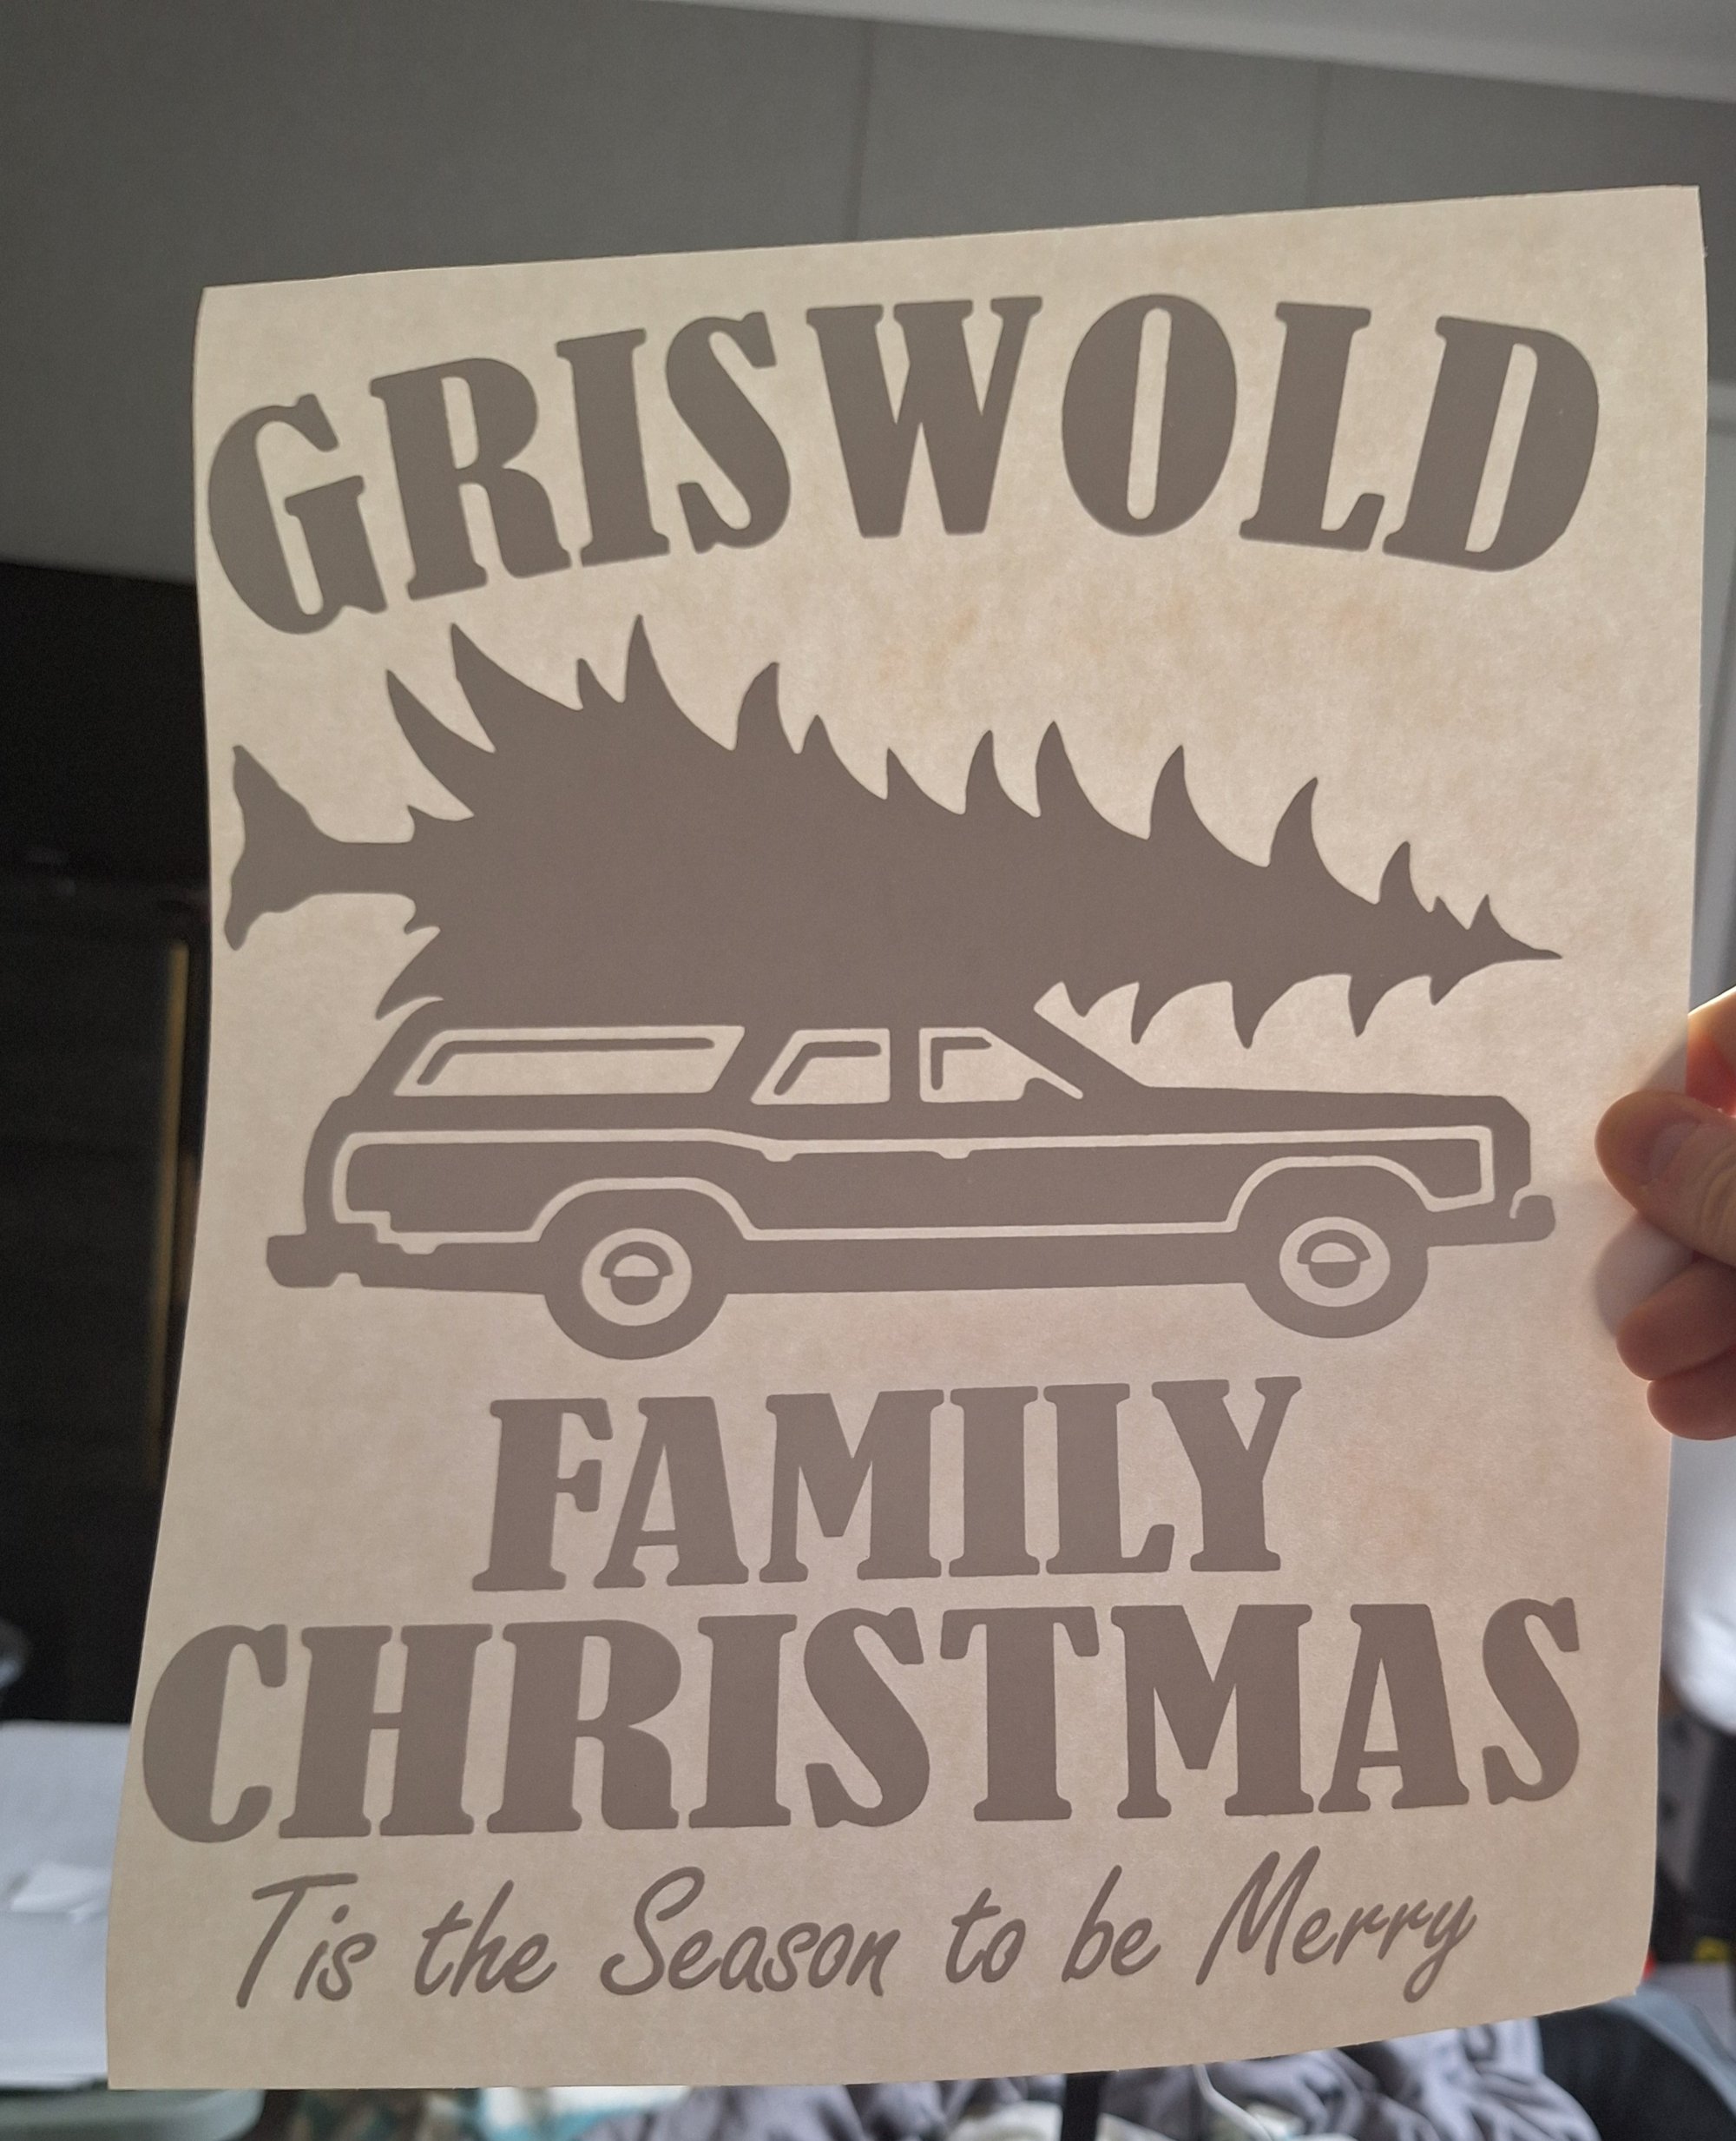 GRISWOLD
FAMILY
CHRISTMAS
Tis the Season to be Merry